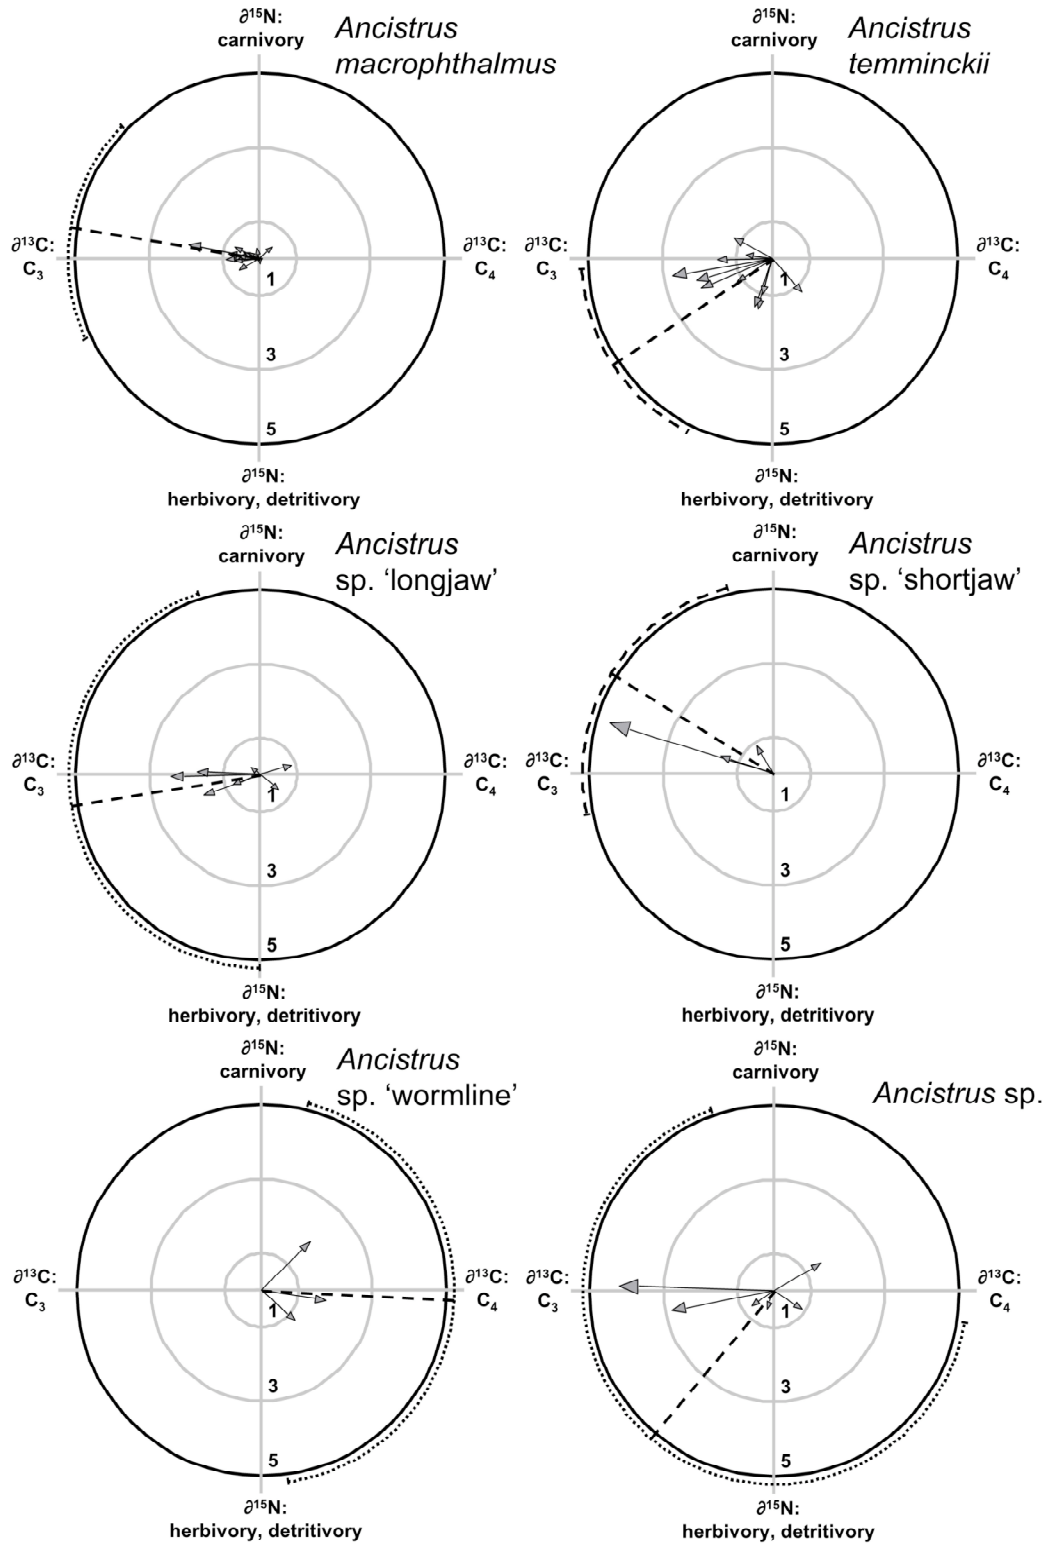 ∂15N:
carnivory
Ancistrus
macrophthalmus
∂13C:
C3
∂13C:
C4
1
3
5
∂15N:
herbivory, detritivory
∂15N:
carnivory
Ancistrus
temminckii
∂13C:
C3
∂13C:
C4
1
3
5
∂15N:
herbivory, detritivory
∂15N:
carnivory
Ancistrus
sp. ‘longjaw’
∂13C:
C3
∂13C:
C4
1
3
5
∂15N:
herbivory, detritivory
∂15N:
carnivory
Ancistrus
sp. ‘shortjaw’
∂13C:
C3
∂13C:
C4
1
3
5
∂15N:
herbivory, detritivory
∂15N:
carnivory
Ancistrus
sp. ‘wormline’
∂13C:
C3
∂13C:
C4
1
3
5
∂15N:
herbivory, detritivory
∂15N:
carnivory
Ancistrus sp.
∂13C:
C3
∂13C:
C4
1
3
5
∂15N:
herbivory, detritivory